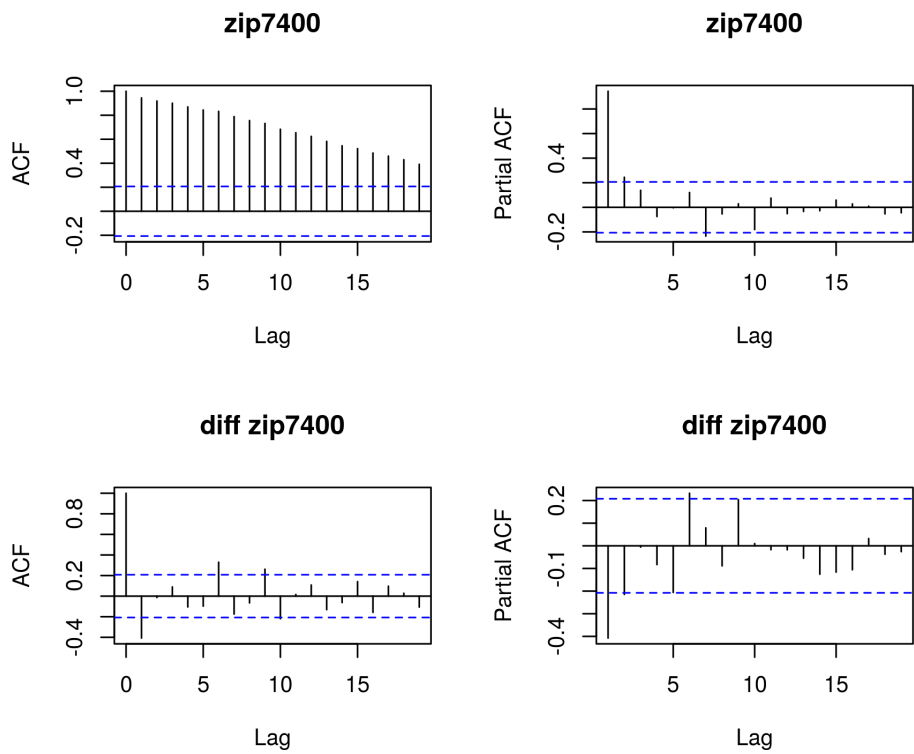 zip7400
ACF
1.0
0.4
-0.2
0 5 10 15
Lag
zip7400
Partial ACF
0.4
-0.2
5 10 15
Lag
diff zip7400
ACF
0.8
0.2
-0.4
0 5 10 15
Lag
diff zip7400
Partial ACF
0.2
-0.1
-0.4
5 10 15
Lag